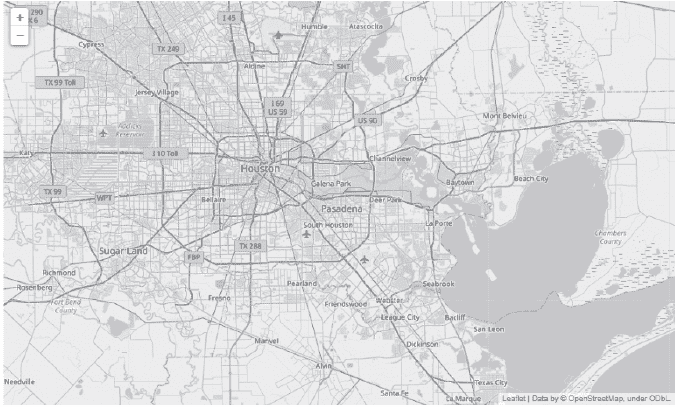 +
290
I 45
Humble
Atascocita
−
Cypress
TX 249
Aldine
SHT
Crosby
TX 99 Toll
Jersey Village
I 69
US 59
US 90
Mont Belvieu
Addicks
Reservoir
Katy
I 10 Toll
Channelview
Houston
Beach City
Galena Park
Baytown
TX 99
WPT
Bellaire
Deer Park
Pasadena
La Porte
South Houston
Chambers
County
Sugar Land
TX 288
FBP
Richmond
Rosenberg
Pearland
Seabrook
Fort Bend
County
Fresno
Friendswood
Webster
League City
Bacliff
San Leon
Manvel
Dickinson
Alvin
Needville
Texas City
Santa Fe
La Marque
Leaflet | Data by © OpenStreetMap, under ODbL.